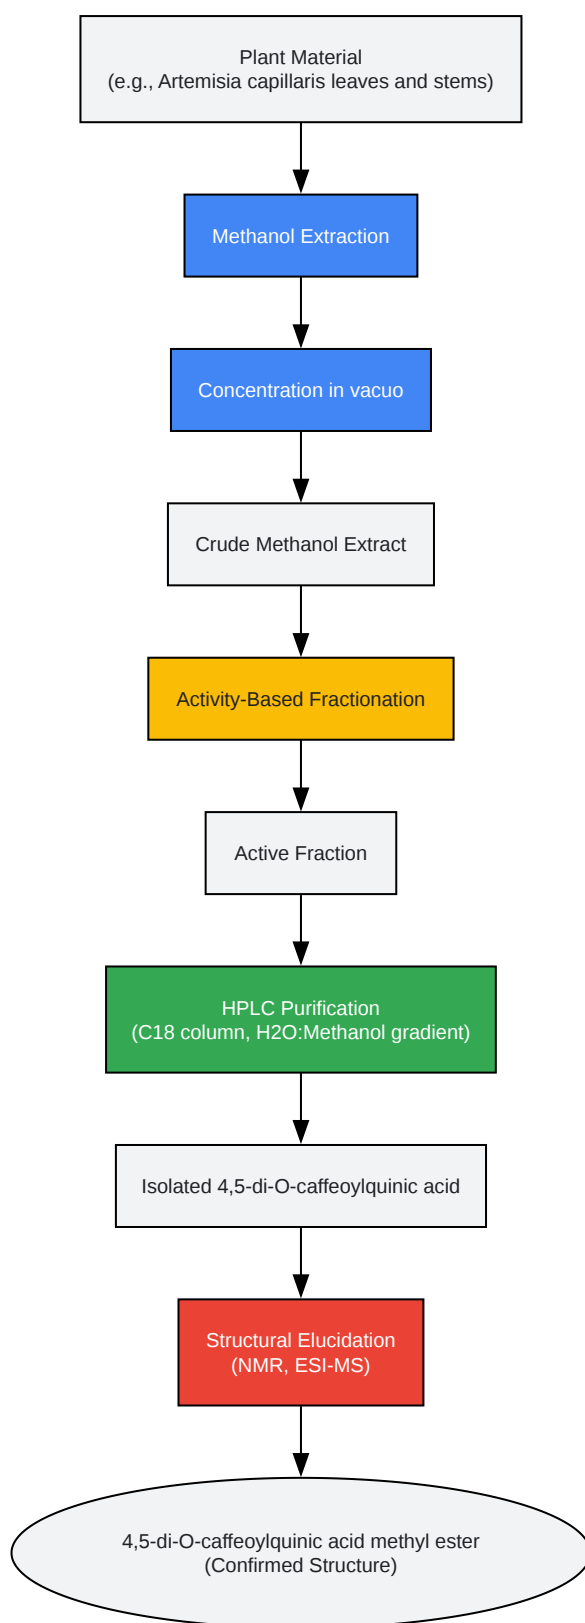 Plant Material
(e.g., Artemisia capillaris leaves and stems)
Methanol Extraction
Concentration in vacuo
Crude Methanol Extract
Activity-Based Fractionation
Active Fraction
HPLC Purification
(C18 column, H2O:Methanol gradient)
Isolated 4,5-di-O-caffeoylquinic acid
Structural Elucidation
(NMR, ESI-MS)
4,5-di-O-caffeoylquinic acid methyl ester
(Confirmed Structure)